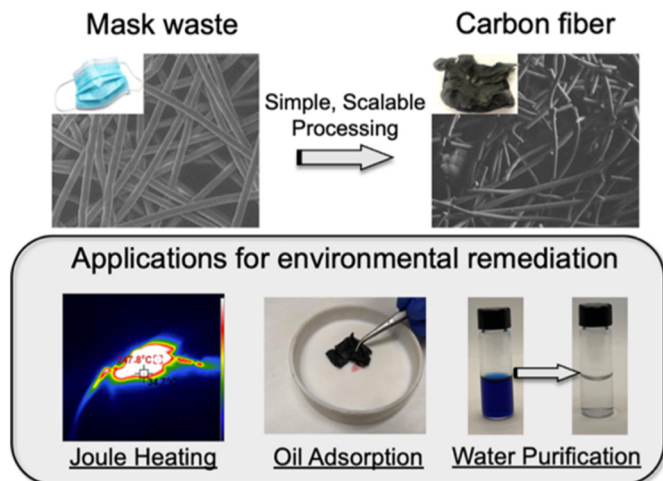 Mask waste
Carbon fiber
Simple, Scalable
Processing
Applications for environmental remediation
Joule Heating
Oil Adsorption
Water Purification